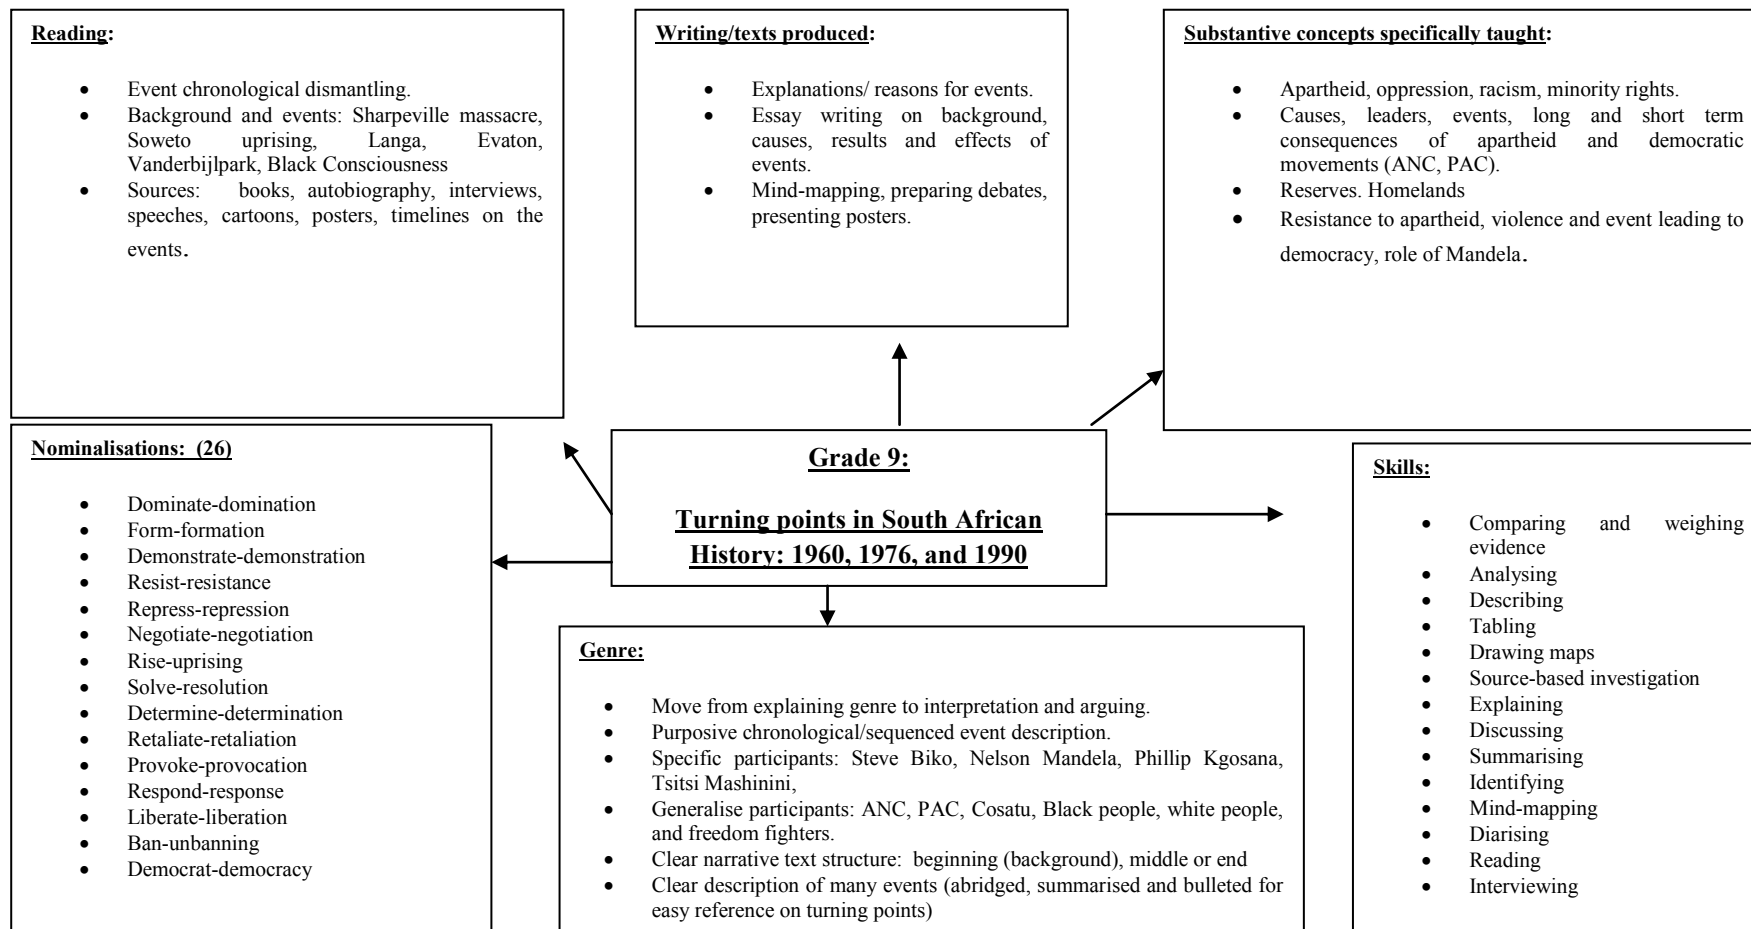 Reading:
• Event chronological dismantling.
• Background and events: Sharpeville massacre,
Soweto uprising, Langa, Evaton,
Vanderbijlpark, Black Consciousness
• Sources: books, autobiography, interviews,
speeches, cartoons, posters, timelines on the
events.
Writing/texts produced:
• Explanations/ reasons for events.
• Essay writing on background,
causes, results and effects of
events.
• Mind-mapping, preparing debates,
presenting posters.
Substantive concepts specifically taught:
• Apartheid, oppression, racism, minority rights.
• Causes, leaders, events, long and short term
consequences of apartheid and democratic
movements (ANC, PAC).
• Reserves. Homelands
• Resistance to apartheid, violence and event leading to
democracy, role of Mandela.
Nominalisations: (26)
• Dominate-domination
• Form-formation
• Demonstrate-demonstration
• Resist-resistance
• Repress-repression
• Negotiate-negotiation
• Rise-uprising
• Solve-resolution
• Determine-determination
• Retaliate-retaliation
• Provoke-provocation
• Respond-response
• Liberate-liberation
• Ban-unbanning
• Democrat-democracy
Grade 9:
Turning points in South African
History: 1960, 1976, and 1990
Genre:
• Move from explaining genre to interpretation and arguing.
• Purposive chronological/sequenced event description.
• Specific participants: Steve Biko, Nelson Mandela, Phillip Kgosana,
Tsitsi Mashinini,
• Generalise participants: ANC, PAC, Cosatu, Black people, white people,
and freedom fighters.
• Clear narrative text structure: beginning (background), middle or end
• Clear description of many events (abridged, summarised and bulleted for
easy reference on turning points)
Skills:
• Comparing and weighing
evidence
• Analysing
• Describing
• Tabling
• Drawing maps
• Source-based investigation
• Explaining
• Discussing
• Summarising
• Identifying
• Mind-mapping
• Diarising
• Reading
• Interviewing